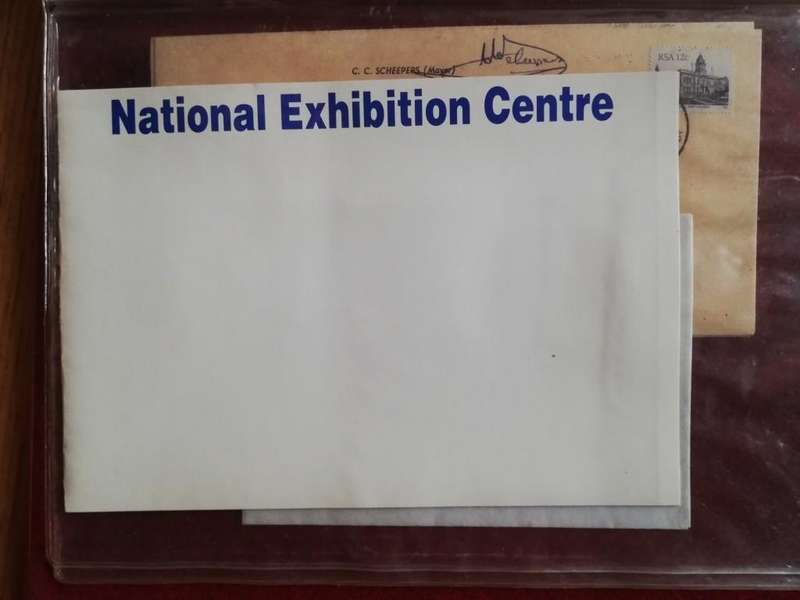 C. C. SCHEEPERS (Mayor)
RSA 12c
National Exhibition Centre